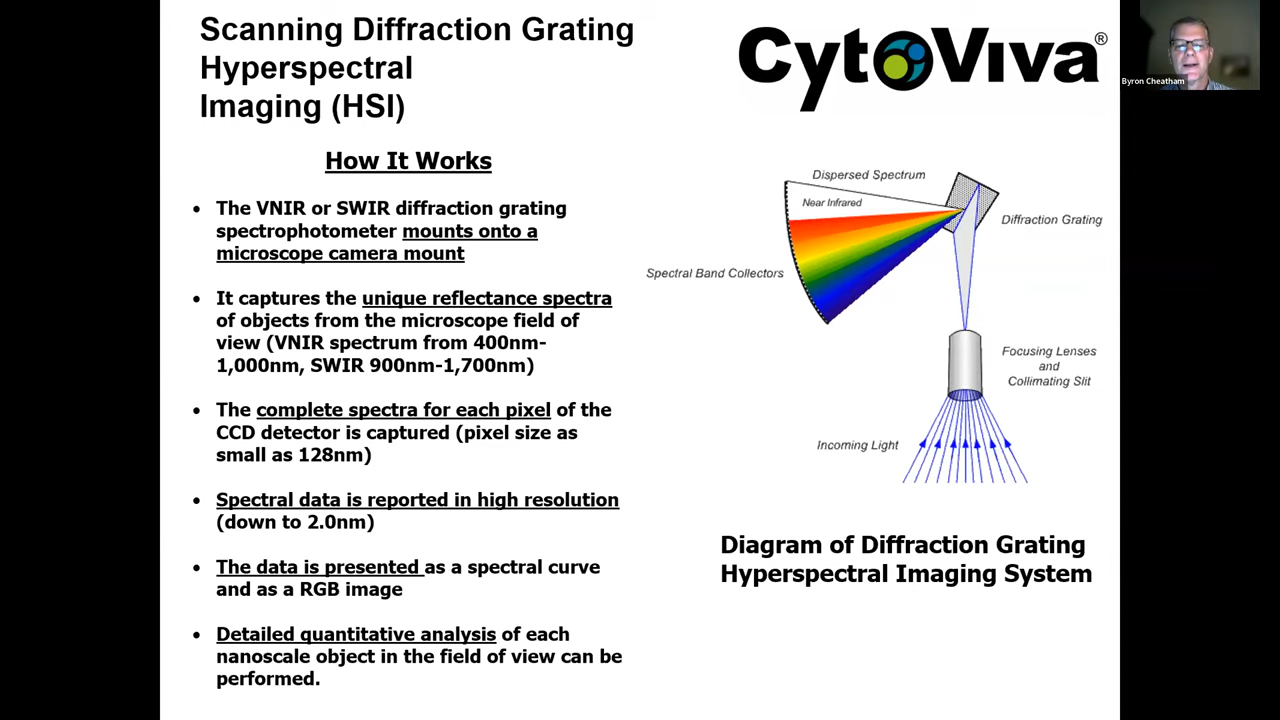 Scanning Diffraction Grating
Hyperspectral
Imaging (HSI)
CytoViva®
Byron Cheatham
How It Works
• The VNIR or SWIR diffraction grating
spectrophotometer mounts onto a
microscope camera mount
• It captures the unique reflectance spectra
of objects from the microscope field of
view (VNIR spectrum from 400nm-
1,000nm, SWIR 900nm-1,700nm)
• The complete spectra for each pixel of the
CCD detector is captured (pixel size as
small as 128nm)
• Spectral data is reported in high resolution
(down to 2.0nm)
• The data is presented as a spectral curve
and as a RGB image
• Detailed quantitative analysis of each
nanoscale object in the field of view can be
performed.
Dispersed Spectrum
Near Infrared
Diffraction Grating
Spectral Band Collectors
Focusing Lenses
and
Collimating Slit
Incoming Light
Diagram of Diffraction Grating
Hyperspectral Imaging System